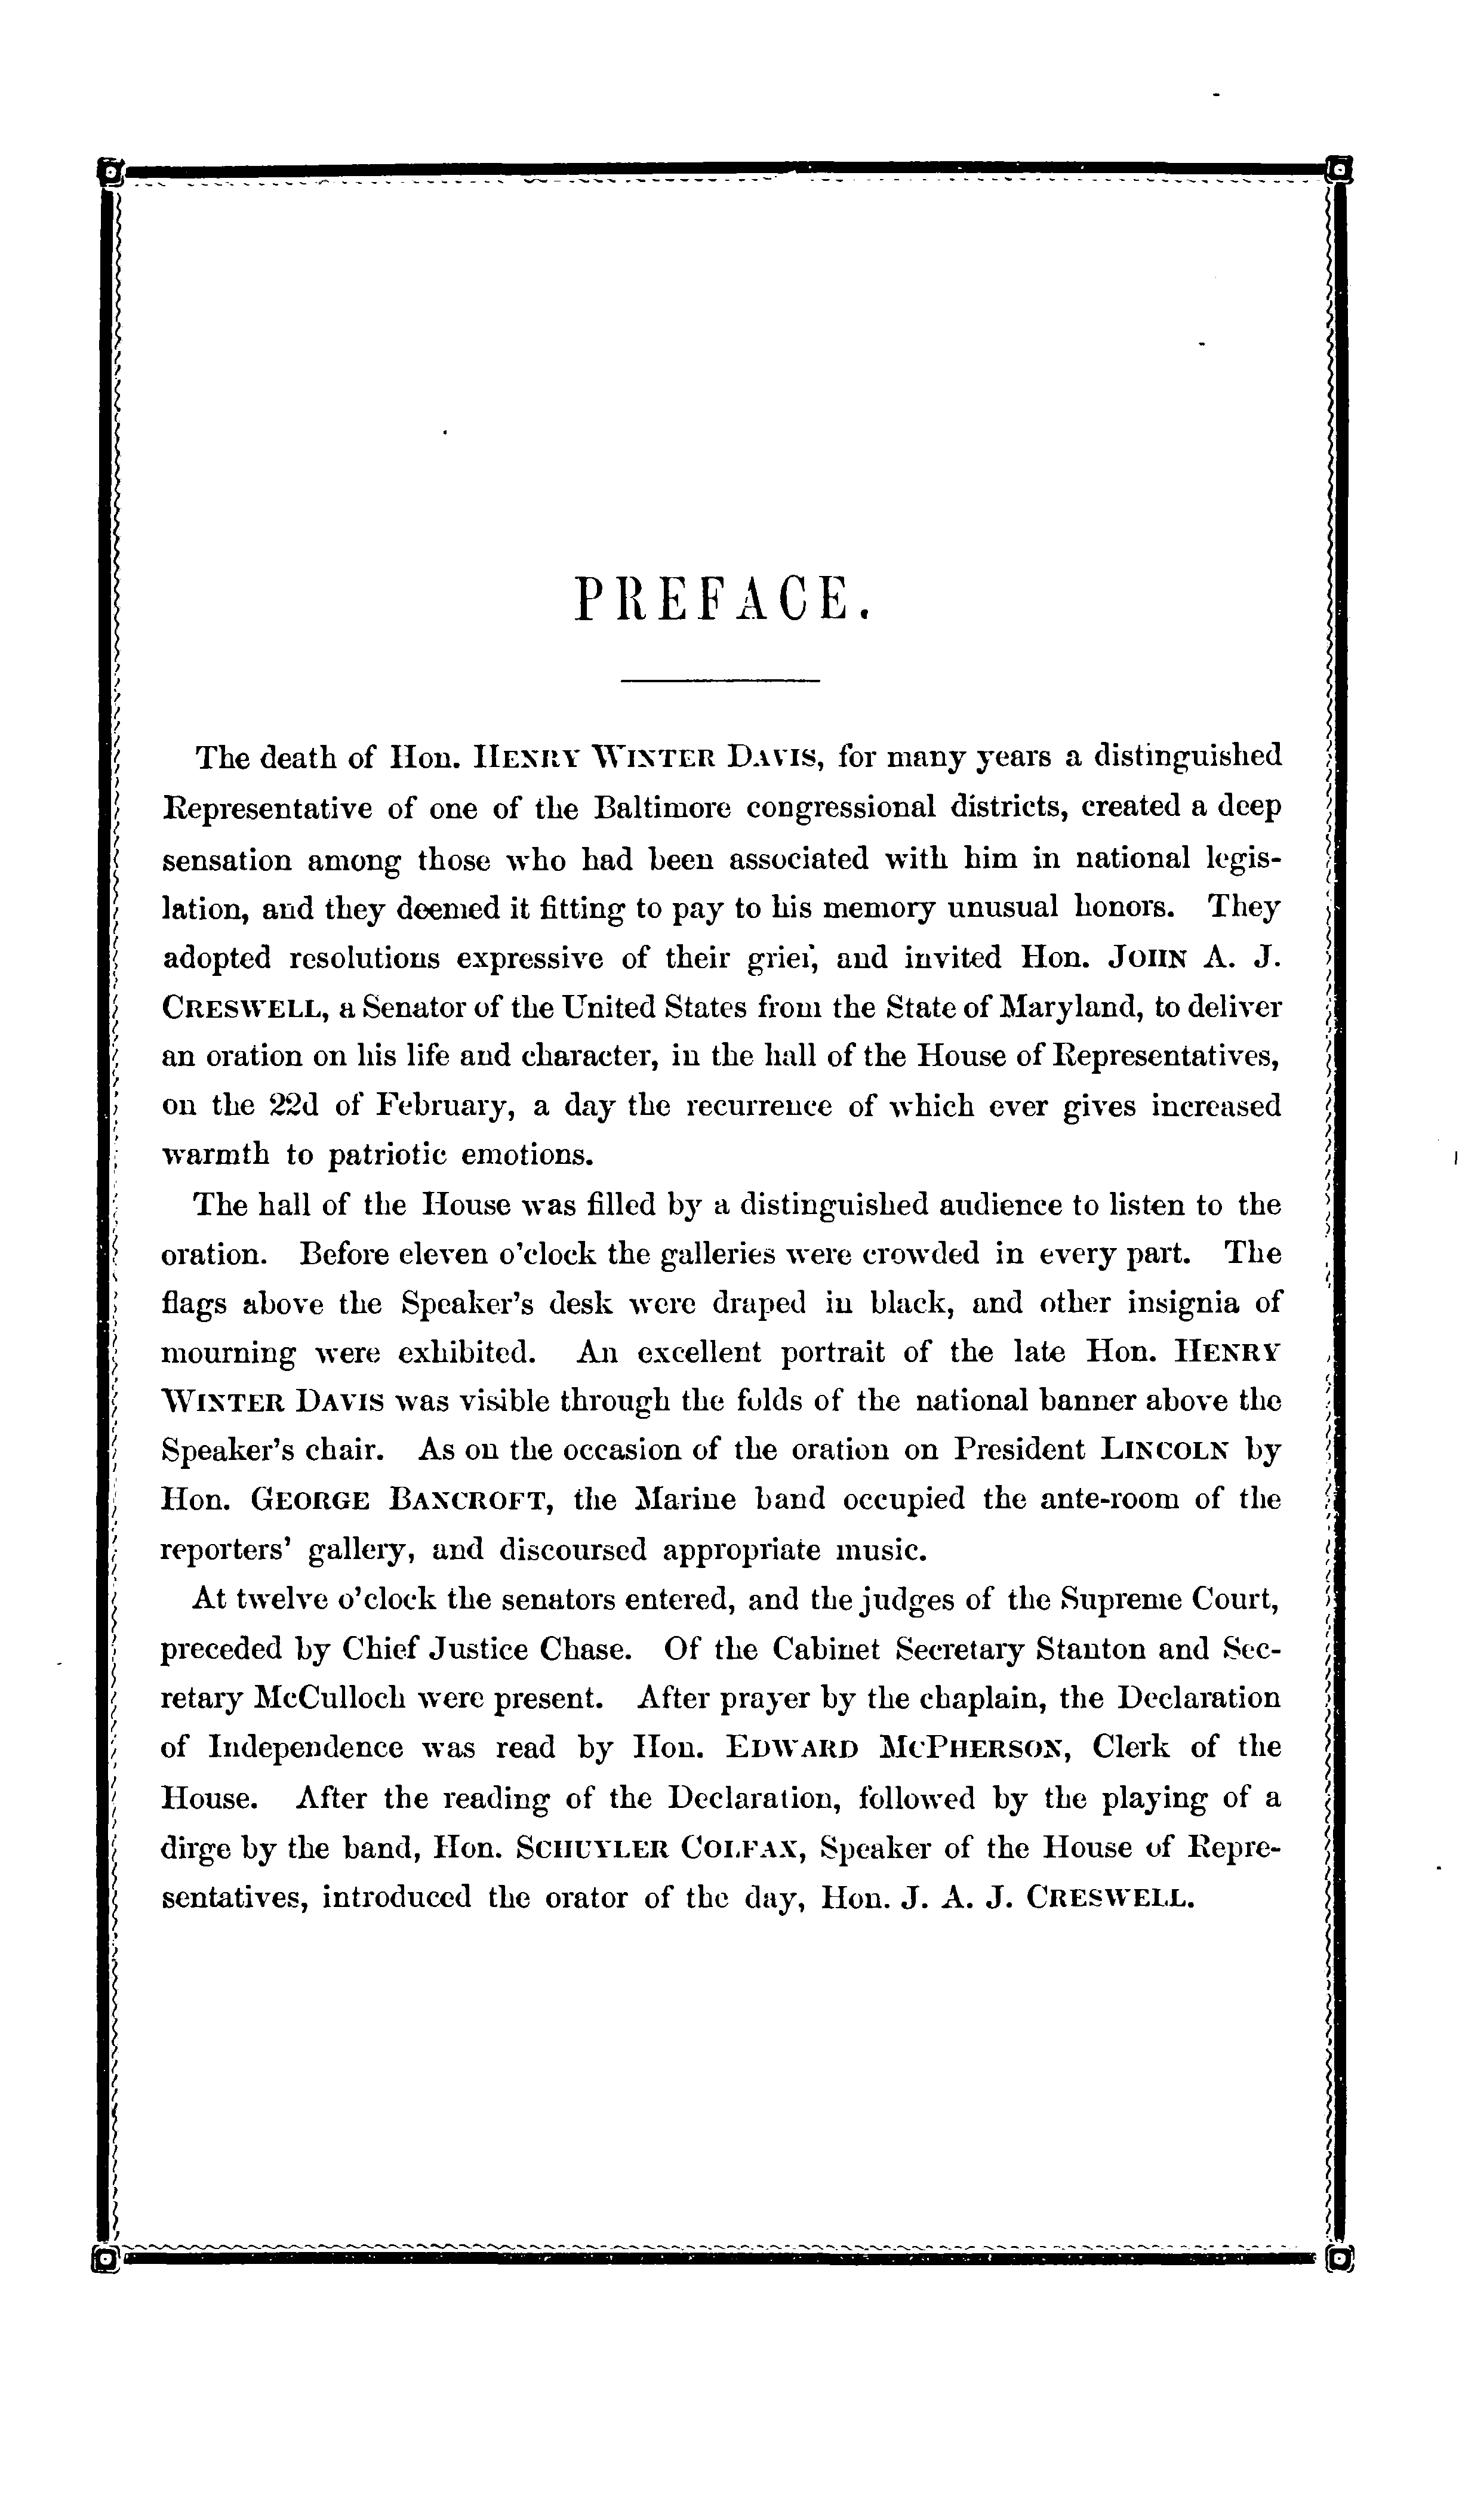 PREFACE.
The death of Hon. HENRY WINTER DAVIS, for many years a distinguished
Representative of one of the Baltimore congressional districts, created a deep
sensation among those who had been associated with him in national legis-
lation, and they deemed it fitting to pay to his memory unusual honors. They
adopted resolutions expressive of their grief, and invited Hon. JOHN A. J.
CRESWELL, a Senator of the United States from the State of Maryland, to deliver
an oration on his life and character, in the hall of the House of Representatives,
on the 22d of February, a day the recurrence of which ever gives increased
warmth to patriotic emotions.
The hall of the House was filled by a distinguished audience to listen to the
oration. Before eleven o'clock the galleries were crowded in every part. The
flags above the Speaker's desk were draped in black, and other insignia of
mourning were exhibited. An excellent portrait of the late Hon. HENRY
WINTER DAVIS was visible through the folds of the national banner above the
Speaker's chair. As on the occasion of the oration on President LINCOLN by
Hon. GEORGE BANCROFT, the Marine band occupied the ante-room of the
reporters' gallery, and discoursed appropriate music.
At twelve o'clock the senators entered, and the judges of the Supreme Court,
preceded by Chief Justice Chase. Of the Cabinet Secretary Stanton and Sec-
retary McCulloch were present. After prayer by the chaplain, the Declaration
of Independence was read by Hon. EDWARD MCPHERSON, Clerk of the
House. After the reading of the Declaration, followed by the playing of a
dirge by the band, Hon. SCHUYLER COLFAX, Speaker of the House of Repre-
sentatives, introduced the orator of the day, Hon. J. A. J. CRESWELL.